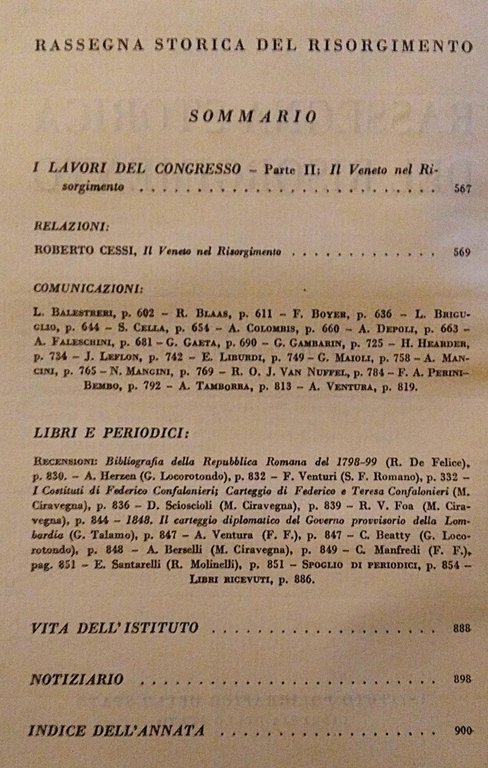 RASSEGNA STORICA DEL RISORGIMENTO
SOMMARIO
I LAVORI DEL CONGRESSO – Parte II: Il Veneto nel Ri-
sorgimento . . . . . . . . . . . . . . . . . . . . . . . . . . 567
RELAZIONI:
ROBERTO CESSI, Il Veneto nel Risorgimento . . . . . . . . . . . . . 569
COMUNICAZIONI:
L. Balestreri, p. 602 – R. Blaas, p. 611 – F. Boyer, p. 636 – L. Brigu-
glio, p. 644 – S. Cella, p. 654 – A. Colombis, p. 660 – A. Depoli, p. 663 –
A. Faleschini, p. 681 – G. Gaeta, p. 690 – G. Gambarin, p. 725 – H. Hearder,
p. 734 – J. Leflon, p. 742 – E. Liburdi, p. 749 – G. Maioli, p. 758 – A. Man-
cini, p. 765 – N. Mancini, p. 769 – R. O. J. Van Nuffel, p. 784 – F. A. Perini-
Bembo, p. 792 – A. Tamborra, p. 813 – A. Ventura, p. 819.
LIBRI E PERIODICI:
Recensioni: Bibliografia della Repubblica Romana del 1798-99 (R. De Felice),
p. 830. – A. Herzen (G. Locorotondo), p. 832 – F. Venturi (S. F. Romano), p. 332 –
I Costituti di Federico Confalonieri; Carteggio di Federico e Teresa Confalonieri (M.
Ciravegna), p. 836 – D. Scioscioli (M. Ciravegna), p. 839 – R. V. Foa (M. Cira-
vegna), p. 844 – 1848. Il carteggio diplomatico del Governo provvisorio della Lom-
bardia (G. Talamo), p. 847 – A. Ventura (F. F.), p. 847 – C. Beatty (G. Loco-
rotondo), p. 848 – A. Berselli (M. Ciravegna), p. 849 – C. Manfredi (F. F.),
pag. 851 – E. Santarelli (R. Molinelli), p. 851 – Spoglio di periodici, p. 854 –
Libri ricevuti, p. 886.
VITA DELL'ISTITUTO . . . . . . . . . . . . . . . . . . . . 888
NOTIZIARIO . . . . . . . . . . . . . . . . . . . . . . . . . . 898
INDICE DELL'ANNATA . . . . . . . . . . . . . . . . . . . . 900